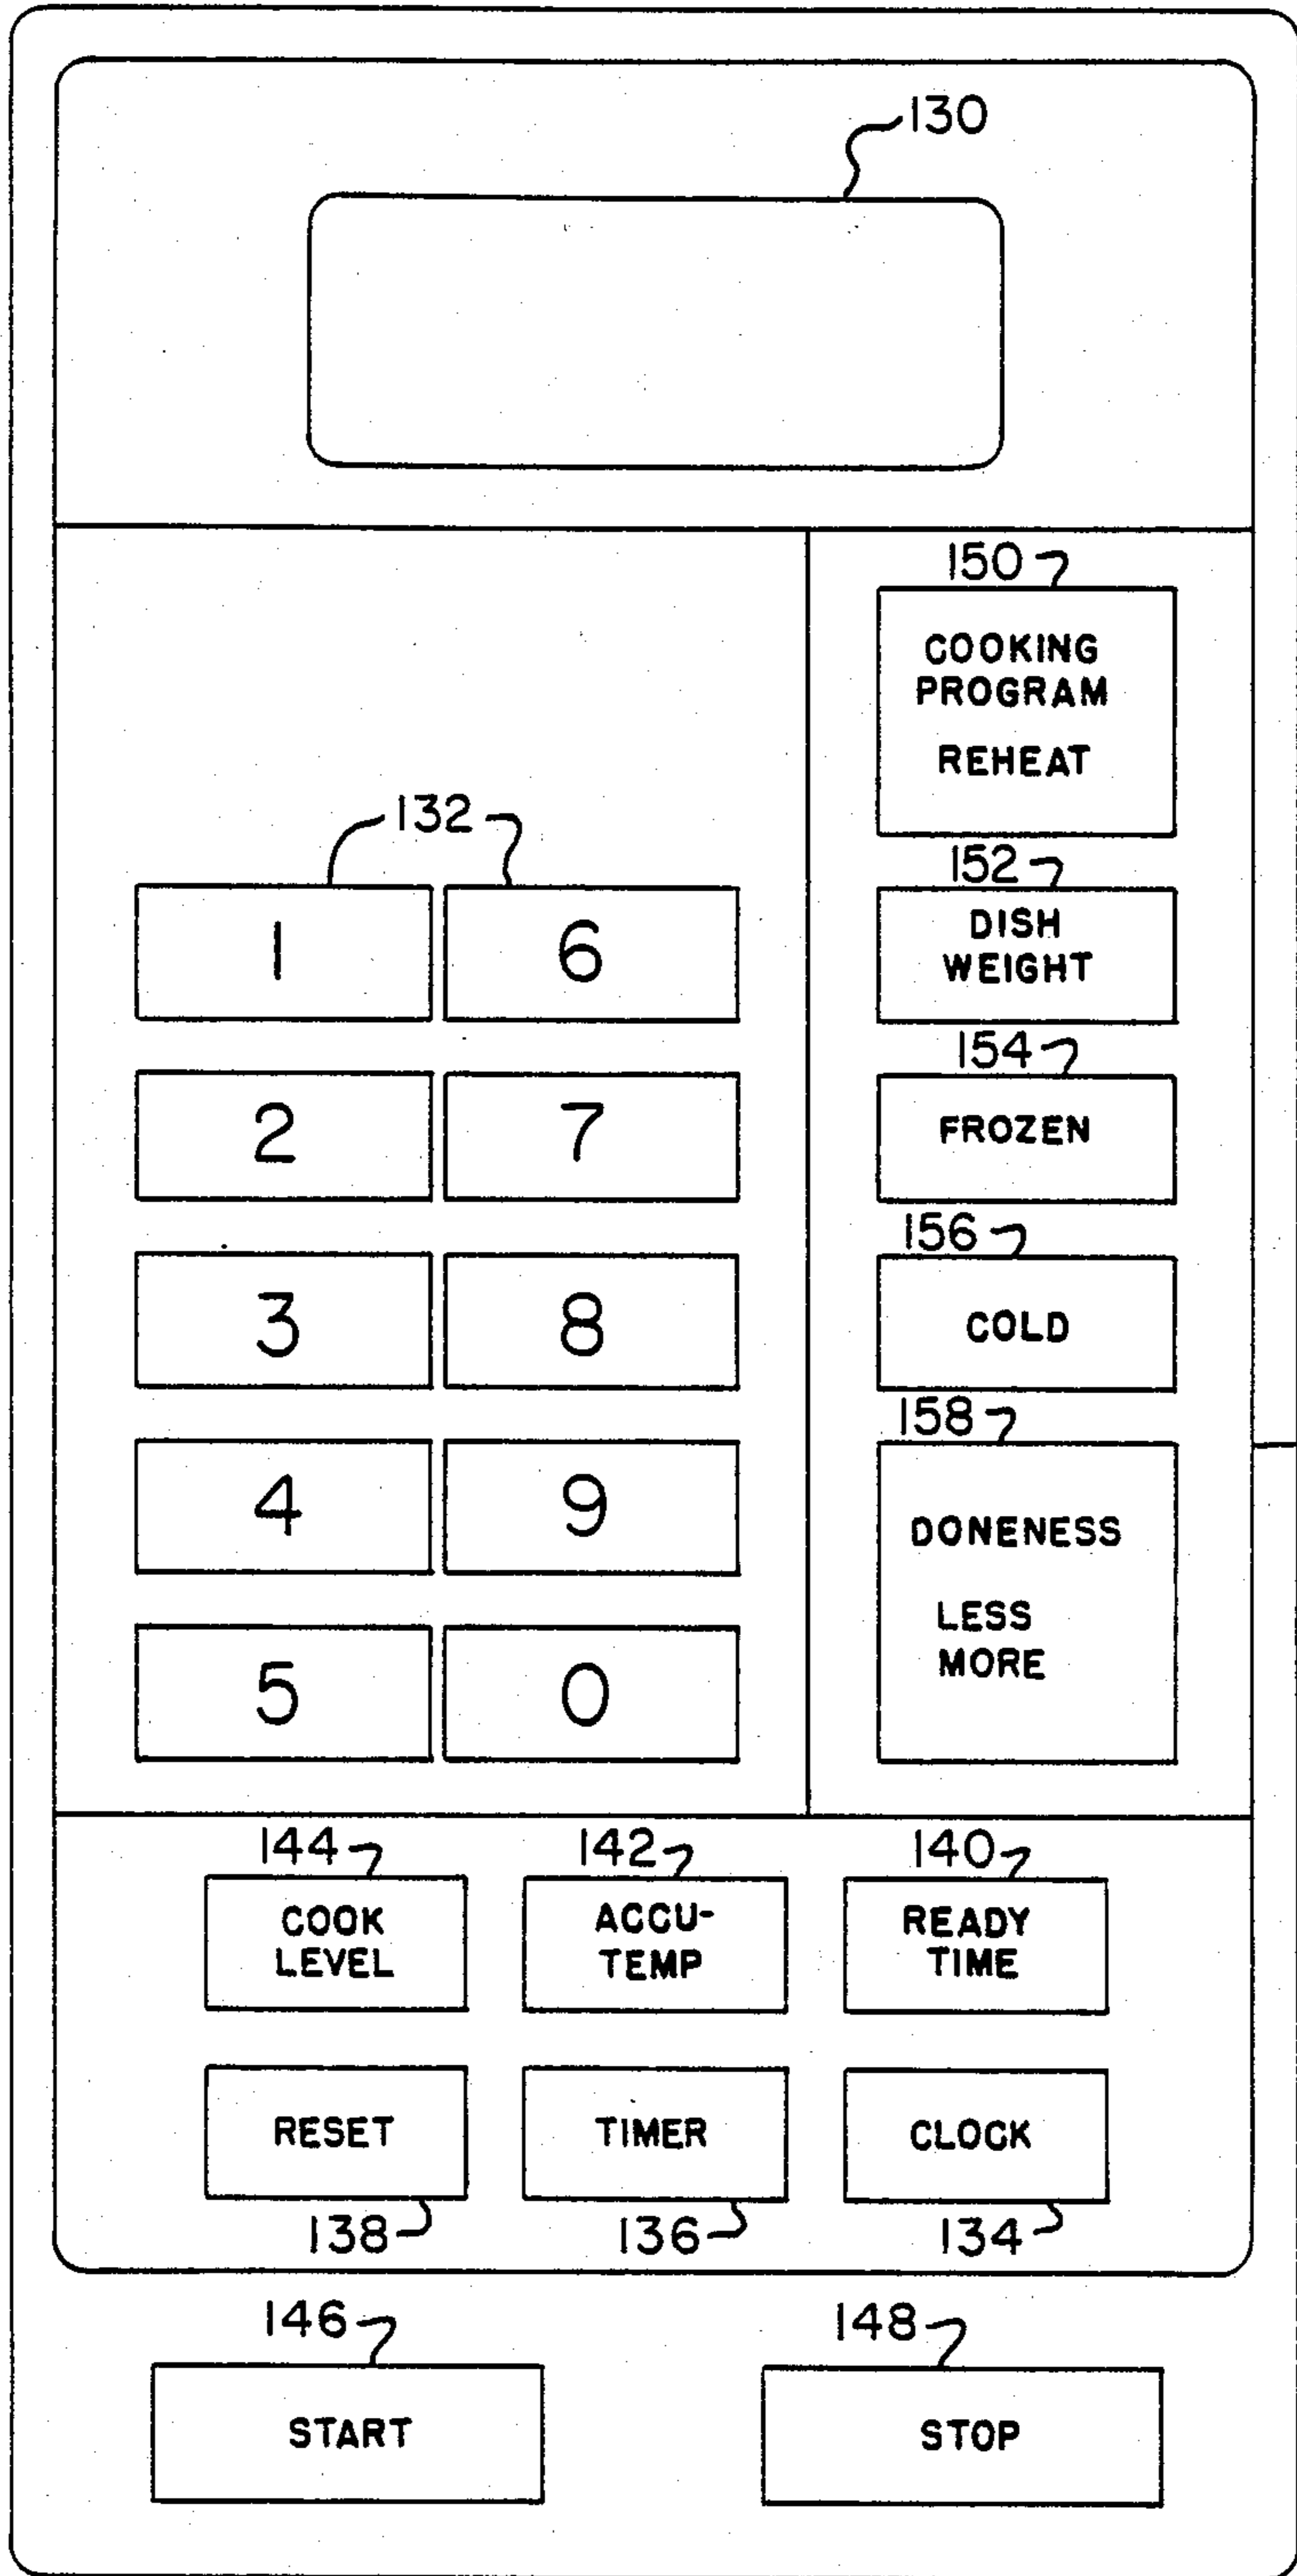 130
150
COOKING
PROGRAM
REHEAT
132
152
1 6
DISH
WEIGHT
154
2 7
FROZEN
156
3 8
COLD
158
4 9
DONENESS
LESS
MORE
5 0
144 142 140
COOK
LEVEL
ACCU-
TEMP
READY
TIME
RESET TIMER CLOCK
138 136 134
146 148
START STOP